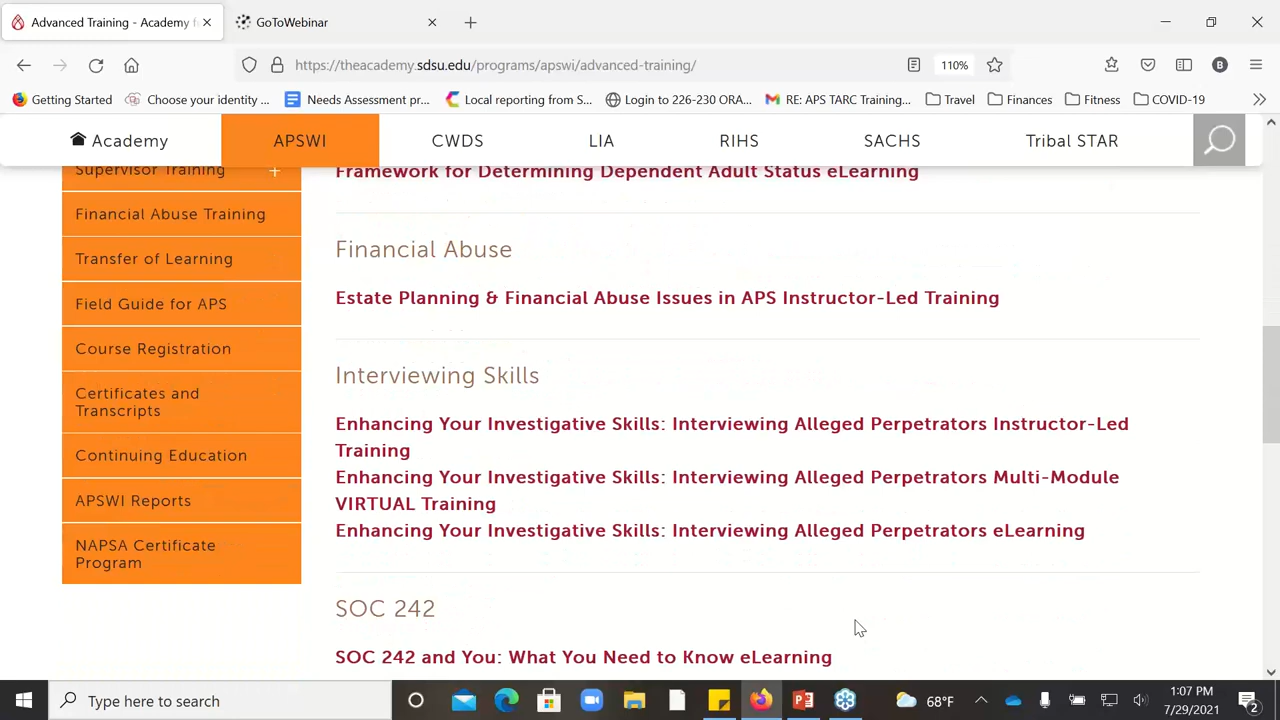 Advanced Training - Academy f
GoToWebinar
https://theacademy.sdsu.edu/programs/apswi/advanced-training/
110%
B
Getting Started
Choose your identity ...
Needs Assessment pr...
Local reporting from S...
Login to 226-230 ORA...
RE: APS TARC Training...
Travel
Finances
Fitness
COVID-19
Academy
APSWI
CWDS
LIA
RIHS
SACHS
Tribal STAR
Supervisor Training +
Financial Abuse Training
Transfer of Learning
Field Guide for APS
Course Registration
Certificates and
Transcripts
Continuing Education
APSWI Reports
NAPSA Certificate
Program
Framework for Determining Dependent Adult Status eLearning
Financial Abuse
Estate Planning & Financial Abuse Issues in APS Instructor-Led Training
Interviewing Skills
Enhancing Your Investigative Skills: Interviewing Alleged Perpetrators Instructor-Led
Training
Enhancing Your Investigative Skills: Interviewing Alleged Perpetrators Multi-Module
VIRTUAL Training
Enhancing Your Investigative Skills: Interviewing Alleged Perpetrators eLearning
SOC 242
SOC 242 and You: What You Need to Know eLearning
Type here to search
68°F
1:07 PM
7/29/2021
2